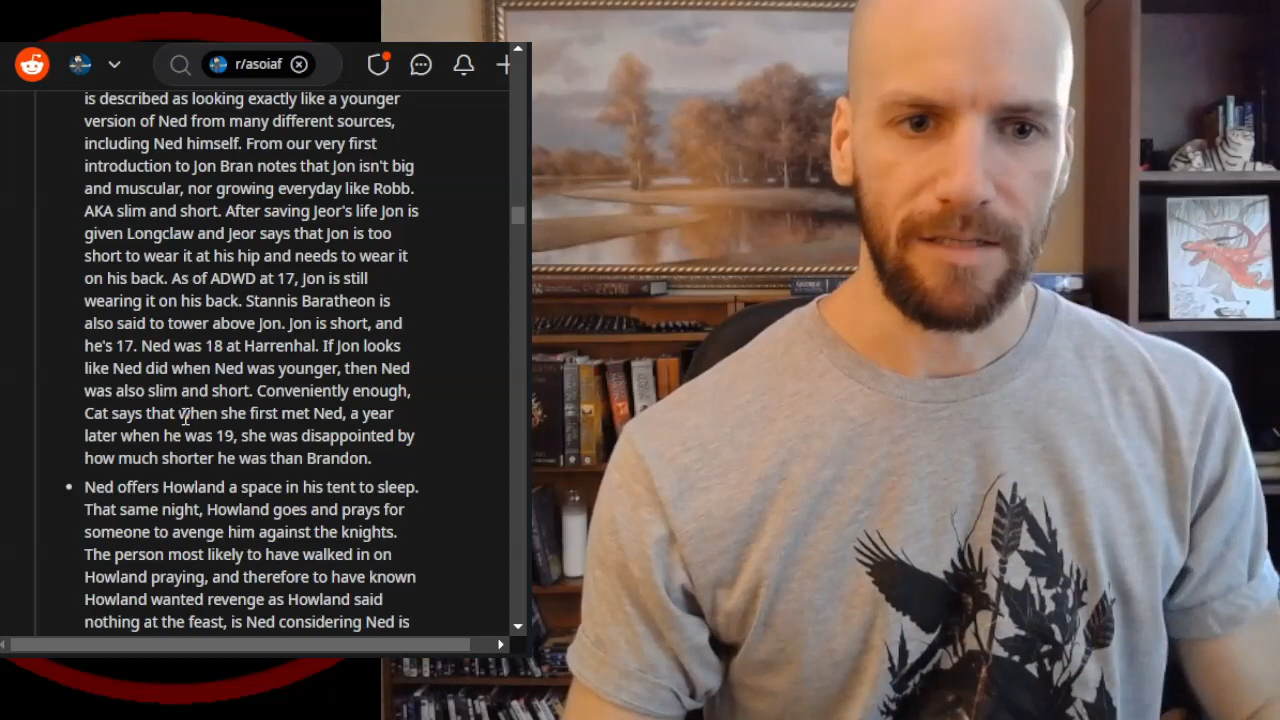 r/asoiaf
is described as looking exactly like a younger
version of Ned from many different sources,
including Ned himself. From our very first
introduction to Jon Bran notes that Jon isn't big
and muscular, nor growing everyday like Robb.
AKA slim and short. After saving Jeor's life Jon is
given Longclaw and Jeor says that Jon is too
short to wear it at his hip and needs to wear it
on his back. As of ADWD at 17, Jon is still
wearing it on his back. Stannis Baratheon is
also said to tower above Jon. Jon is short, and
he's 17. Ned was 18 at Harrenhal. If Jon looks
like Ned did when Ned was younger, then Ned
was also slim and short. Conveniently enough,
Cat says that when she first met Ned, a year
later when he was 19, she was disappointed by
how much shorter he was than Brandon.
• Ned offers Howland a space in his tent to sleep.
That same night, Howland goes and prays for
someone to avenge him against the knights.
The person most likely to have walked in on
Howland praying, and therefore to have known
Howland wanted revenge as Howland said
nothing at the feast, is Ned considering Ned is